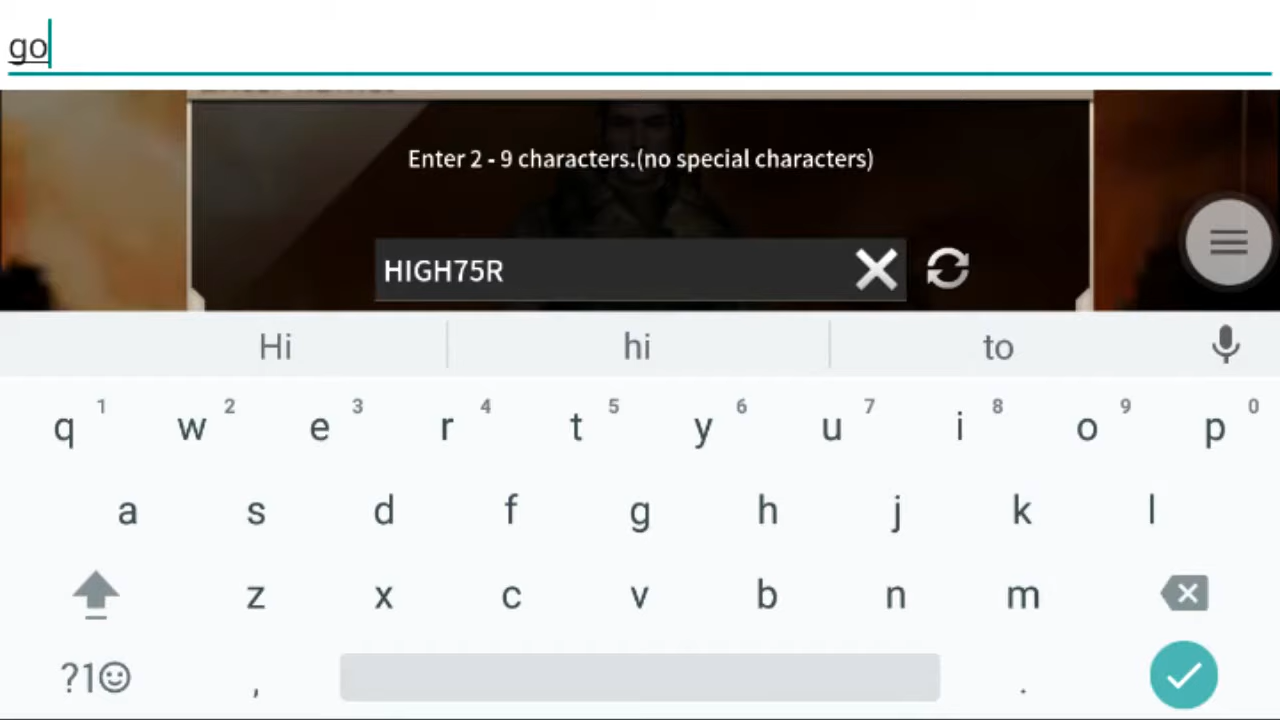 go
Enter 2 - 9 characters.(no special characters)
HIGH75R
Hi hi to
q 1 w 2 e 3 r 4 t 5 y 6 u 7 i 8 o 9 p 0
a s d f g h j k l
z x c v b n m
?1☺ , .